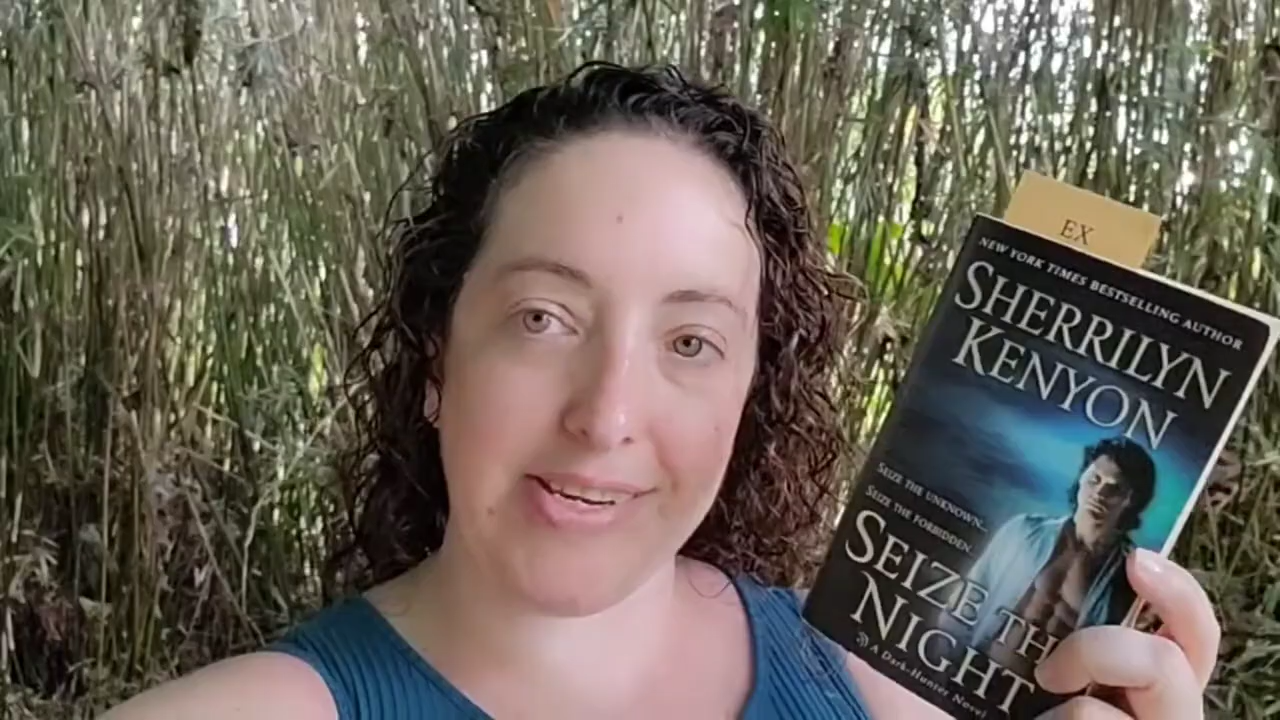 EX
NEW YORK TIMES BESTSELLING AUTHOR
SHERRILYN
KENYON
SEIZE THE UNKNOWN...
SEIZE THE FORBIDDEN...
SEIZE TH
NIGHT
A Dark-Hunter Novel